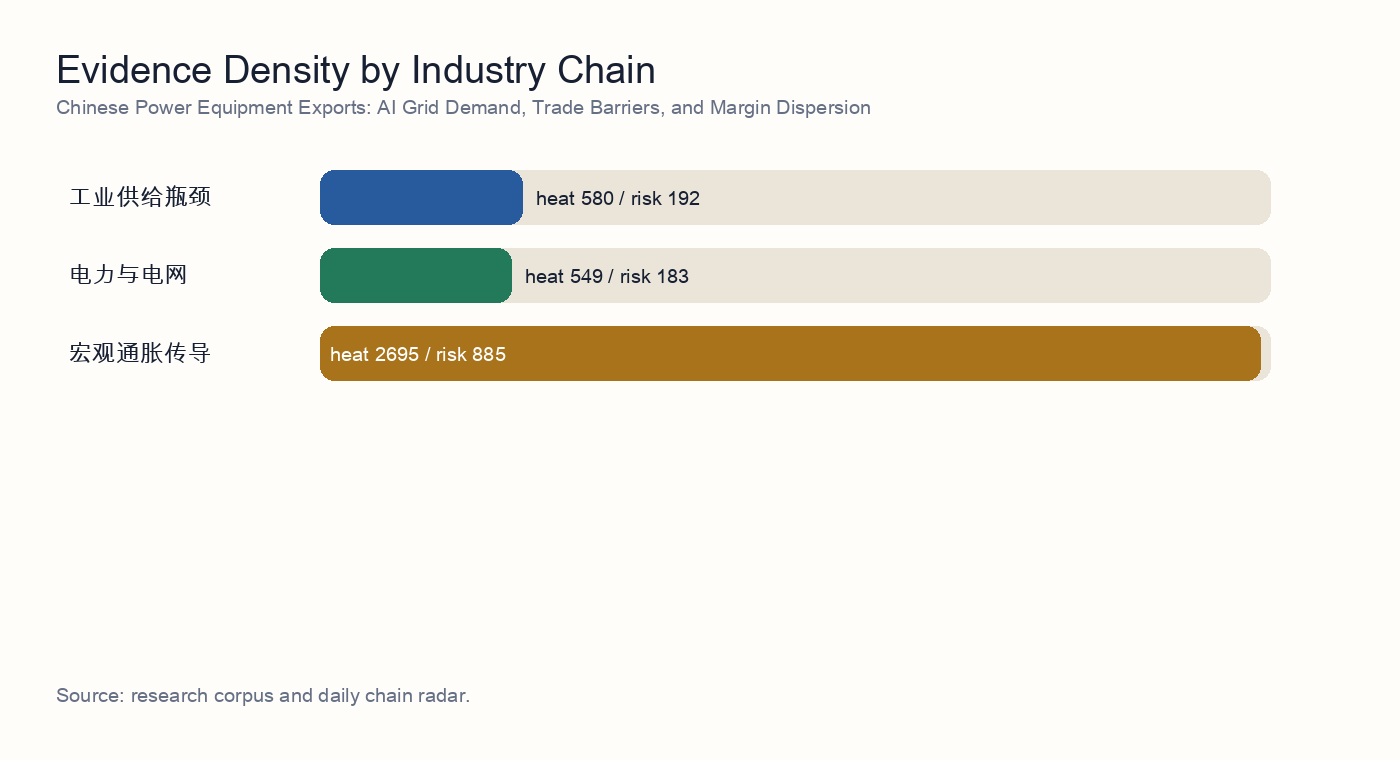 Evidence Density by Industry Chain
Chinese Power Equipment Exports: AI Grid Demand, Trade Barriers, and Margin Dispersion
工业供给瓶颈
heat 580 / risk 192
电力与电网
heat 549 / risk 183
宏观通胀传导
heat 2695 / risk 885
Source: research corpus and daily chain radar.